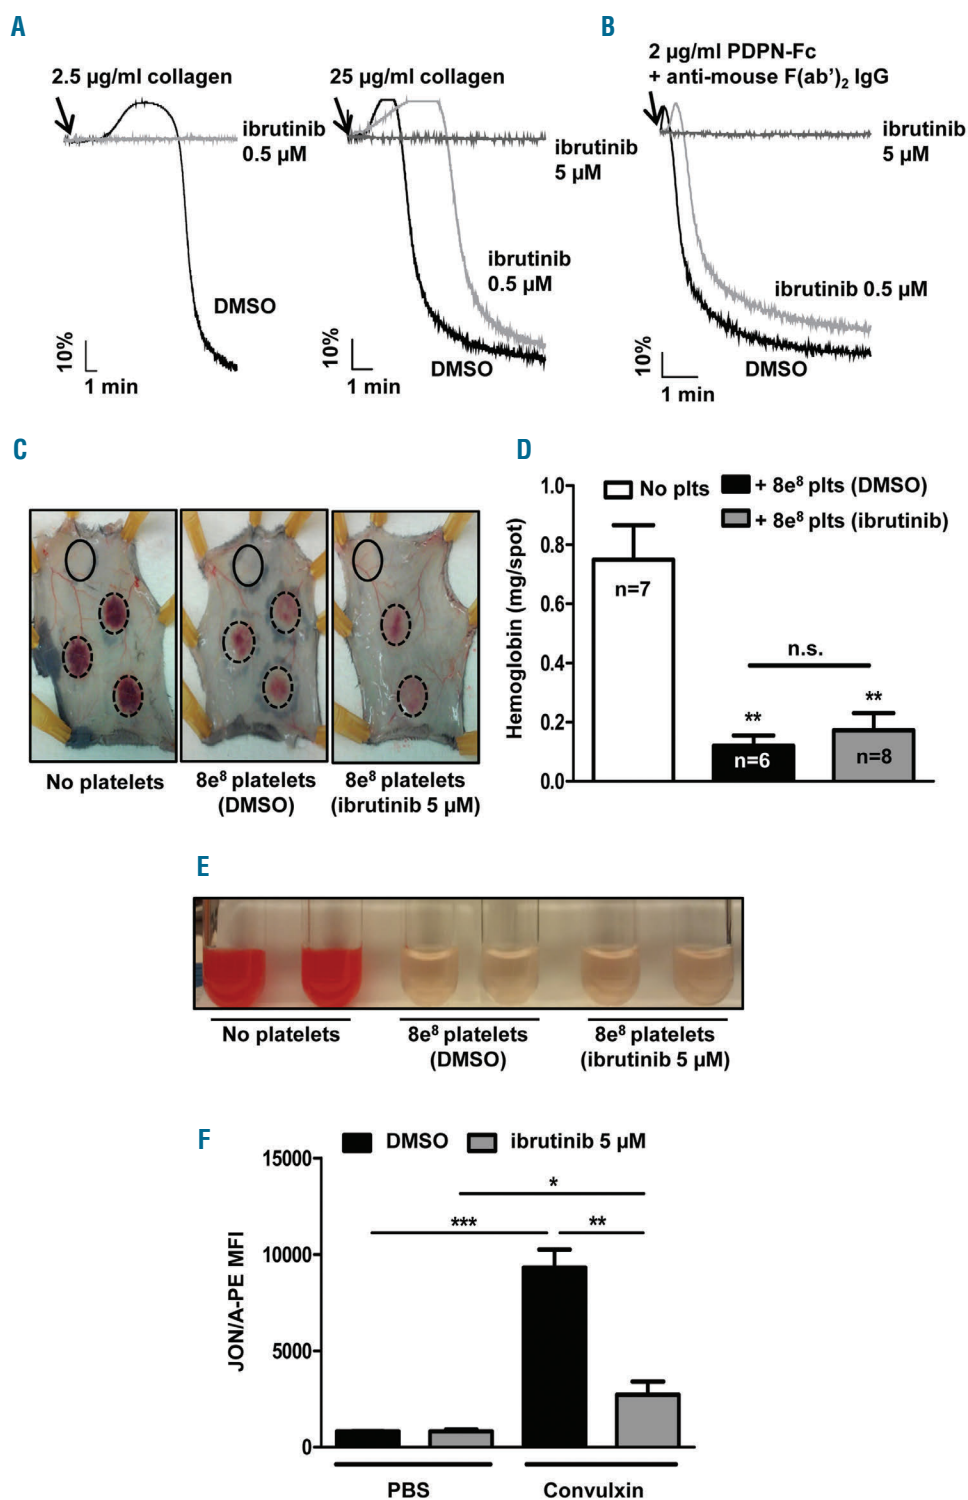 A
2.5 µg/ml collagen
ibrutinib
0.5 µM
DMSO
10%
1 min
25 µg/ml collagen
ibrutinib
5 µM
ibrutinib
0.5 µM
DMSO
10%
1 min
B
2 µg/ml PDPN-Fc
+ anti-mouse F(ab')₂ IgG
ibrutinib
5 µM
ibrutinib 0.5 µM
DMSO
10%
1 min
C
No platelets
8e⁸ platelets
(DMSO)
8e⁸ platelets
(ibrutinib 5 µM)
D
Hemoglobin (mg/spot)
1.0
0.8
0.6
0.4
0.2
0.0
No plts
+ 8e⁸ plts (DMSO)
+ 8e⁸ plts (ibrutinib)
n=7
n.s.
**
**
n=6
n=8
E
No platelets
8e⁸ platelets
(DMSO)
8e⁸ platelets
(ibrutinib 5 µM)
F
DMSO
ibrutinib 5 µM
JON/A-PE MFI
15000
10000
5000
0
*
***
**
PBS
Convulxin